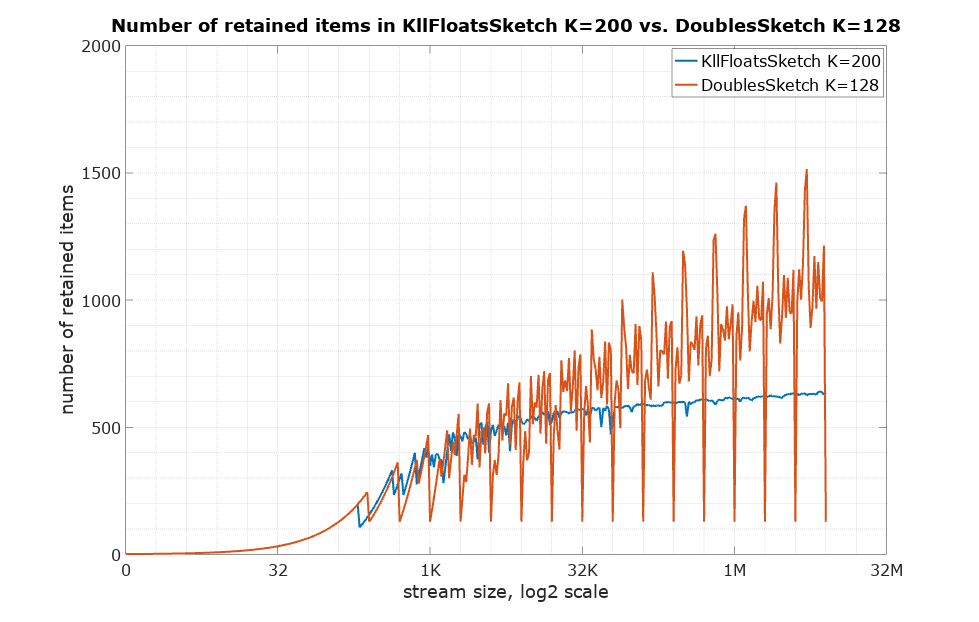 Number of retained items in KllFloatsSketch K=200 vs. DoublesSketch K=128
KllFloatsSketch K=200
DoublesSketch K=128
number of retained items
2000
1500
1000
500
0
0 32 1K 32K 1M 32M
stream size, log2 scale